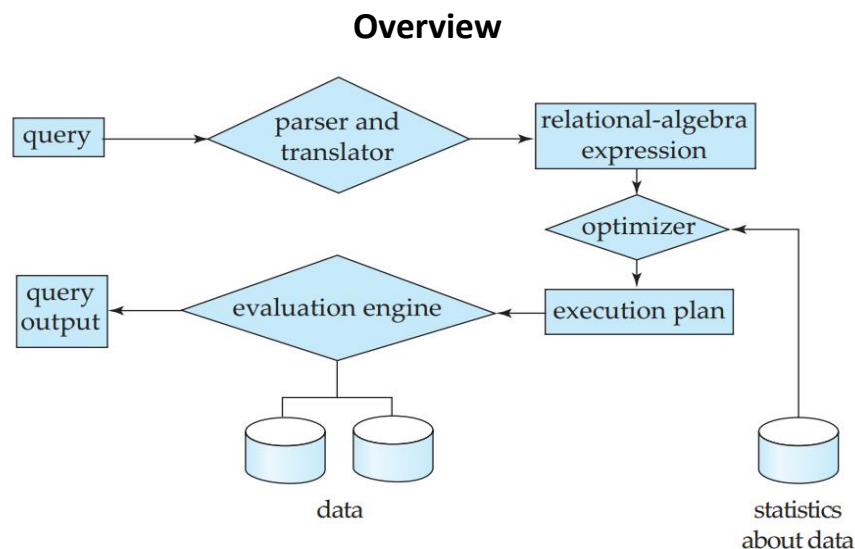 Overview
query
parser and
translator
relational-algebra
expression
optimizer
query
output
evaluation engine
execution plan
data
statistics
about data